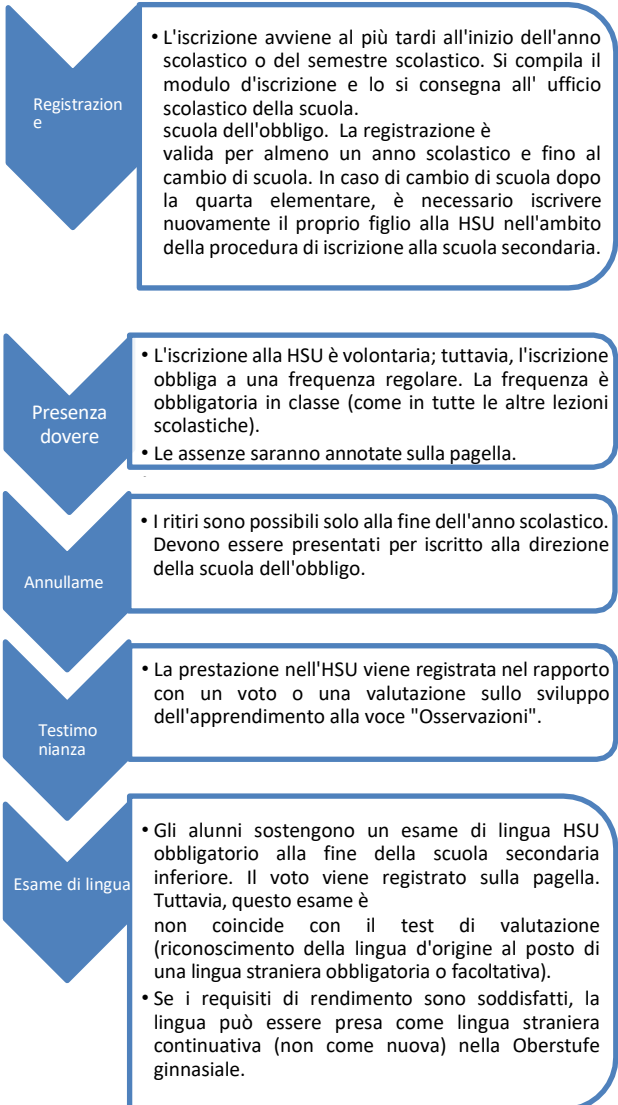 Registrazion
e
• L'iscrizione avviene al più tardi all'inizio dell'anno
scolastico o del semestre scolastico. Si compila il
modulo d'iscrizione e lo si consegna all' ufficio
scolastico della scuola.
scuola dell'obbligo. La registrazione è
valida per almeno un anno scolastico e fino al
cambio di scuola. In caso di cambio di scuola dopo
la quarta elementare, è necessario iscrivere
nuovamente il proprio figlio alla HSU nell'ambito
della procedura di iscrizione alla scuola secondaria.
Presenza
dovere
• L'iscrizione alla HSU è volontaria; tuttavia, l'iscrizione
obbliga a una frequenza regolare. La frequenza è
obbligatoria in classe (come in tutte le altre lezioni
scolastiche).
• Le assenze saranno annotate sulla pagella.
Annullame
• I ritiri sono possibili solo alla fine dell'anno scolastico.
Devono essere presentati per iscritto alla direzione
della scuola dell'obbligo.
Testimo
nianza
• La prestazione nell'HSU viene registrata nel rapporto
con un voto o una valutazione sullo sviluppo
dell'apprendimento alla voce "Osservazioni".
Esame di lingua
• Gli alunni sostengono un esame di lingua HSU
obbligatorio alla fine della scuola secondaria
inferiore. Il voto viene registrato sulla pagella.
Tuttavia, questo esame è
non coincide con il test di valutazione
(riconoscimento della lingua d'origine al posto di
una lingua straniera obbligatoria o facoltativa).
• Se i requisiti di rendimento sono soddisfatti, la
lingua può essere presa come lingua straniera
continuativa (non come nuova) nella Oberstufe
ginnasiale.